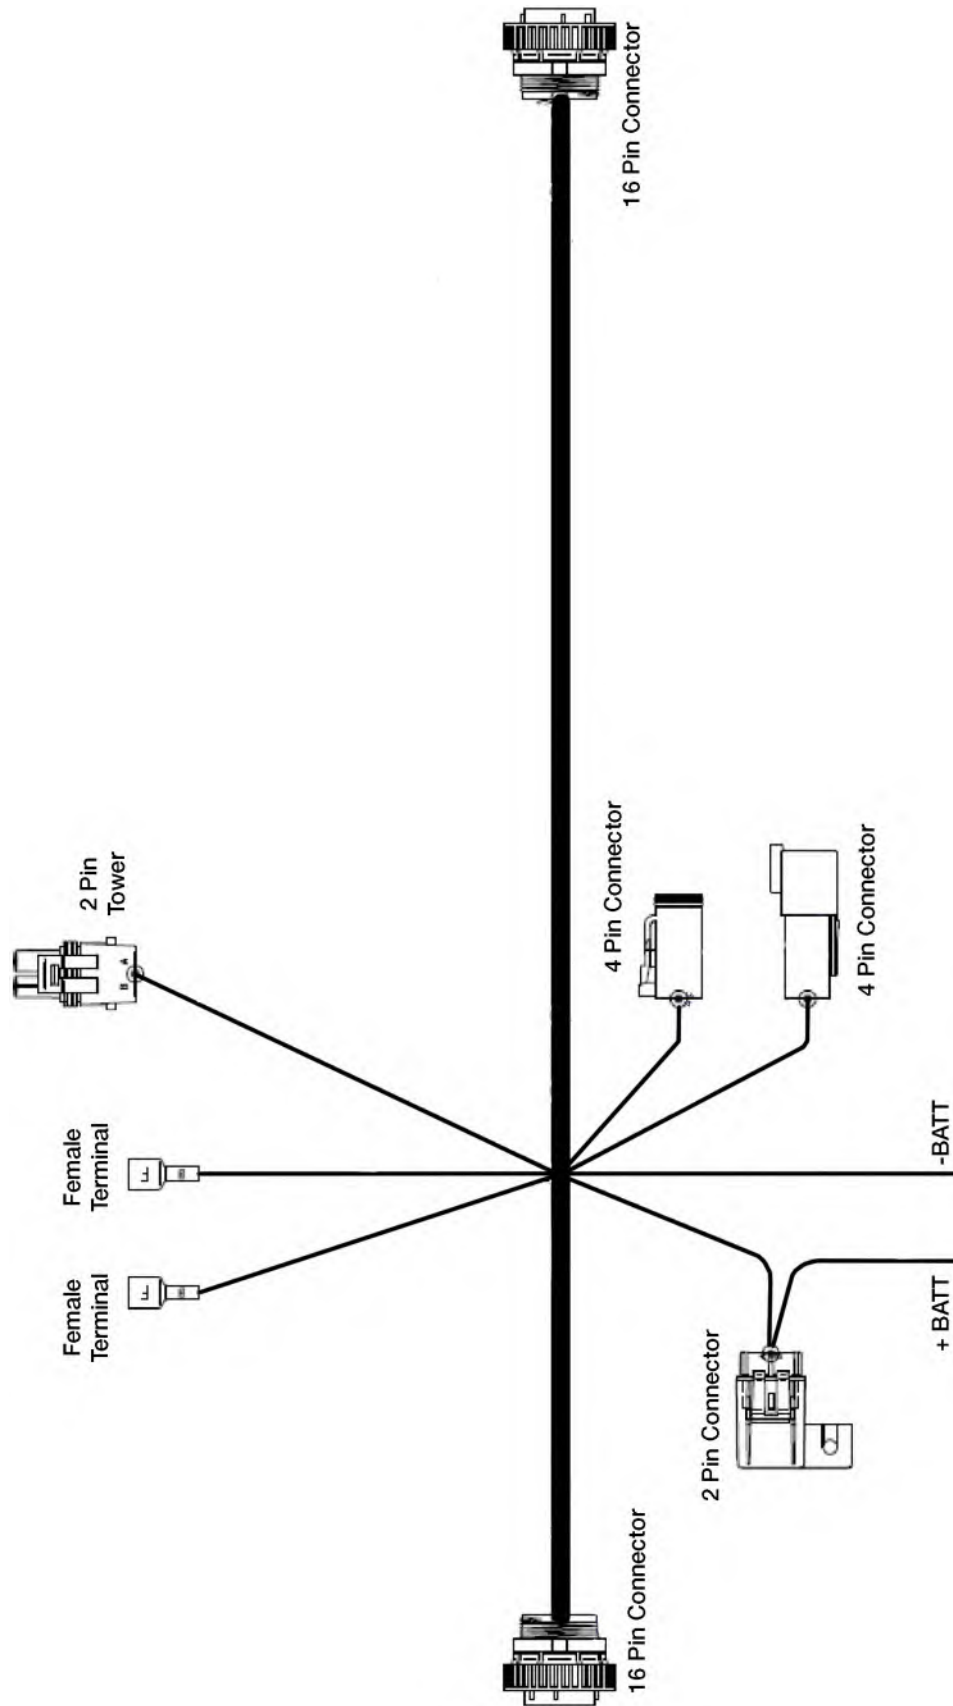 16 Pin Connector
2 Pin
Tower
B A
Female
Terminal
Female
Terminal
4 Pin Connector
4 Pin Connector
-BATT
+ BATT
2 Pin Connector
16 Pin Connector